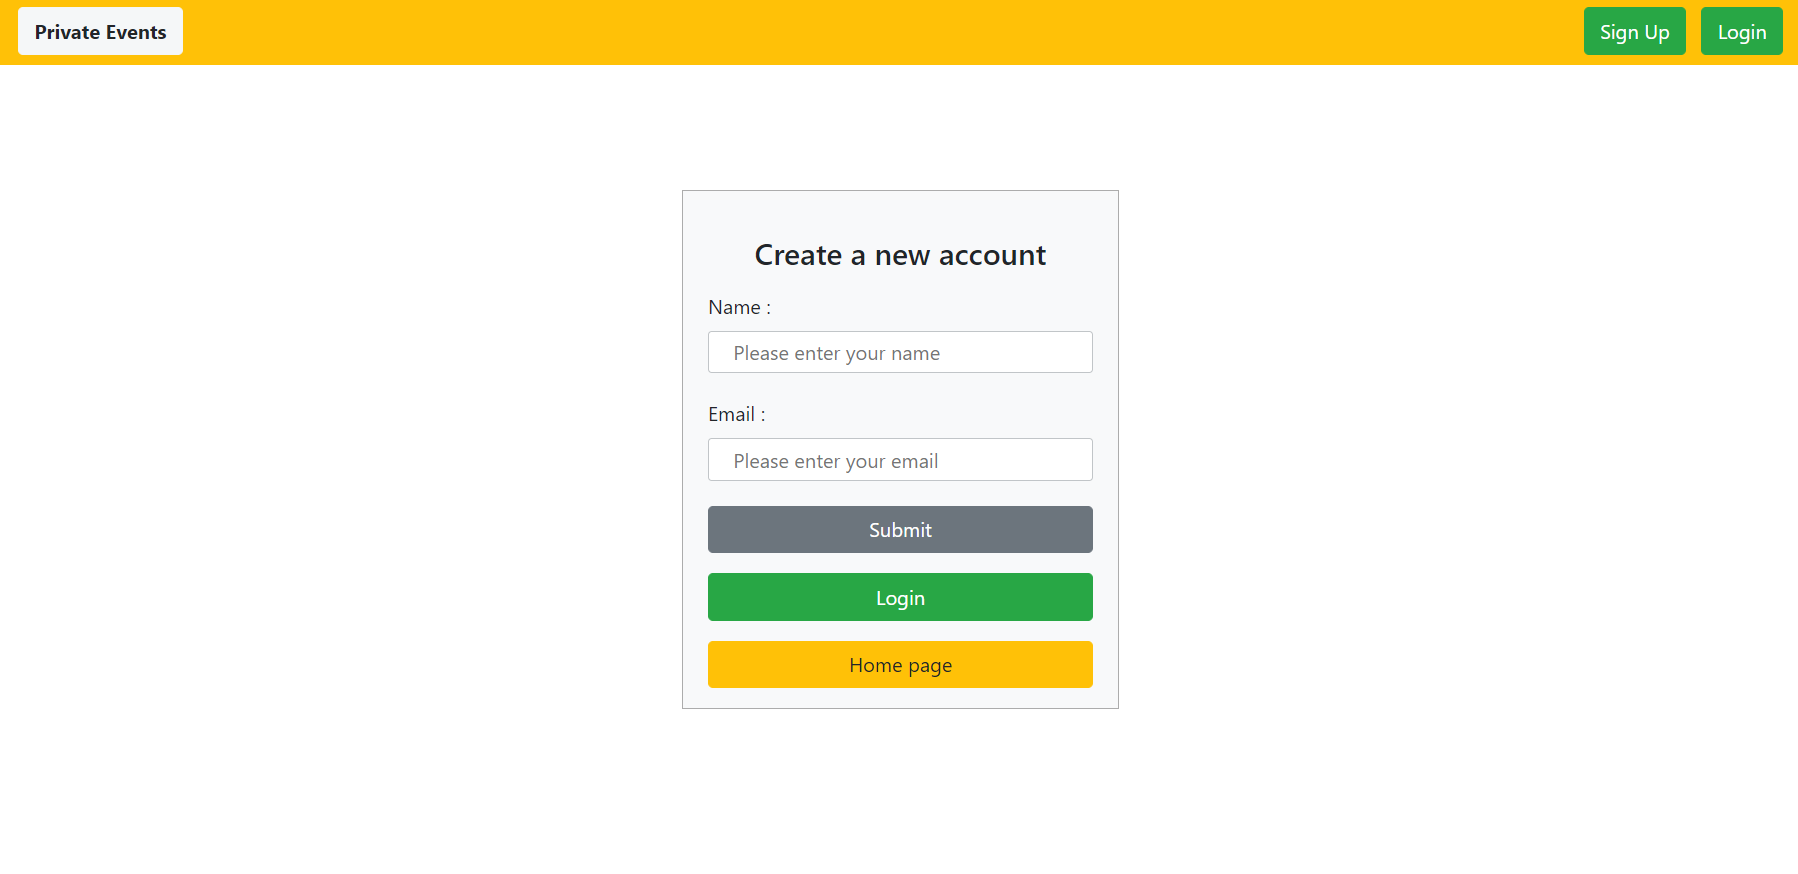 Private Events
Sign Up
Login
Create a new account
Name :
Please enter your name
Email :
Please enter your email
Submit
Login
Home page